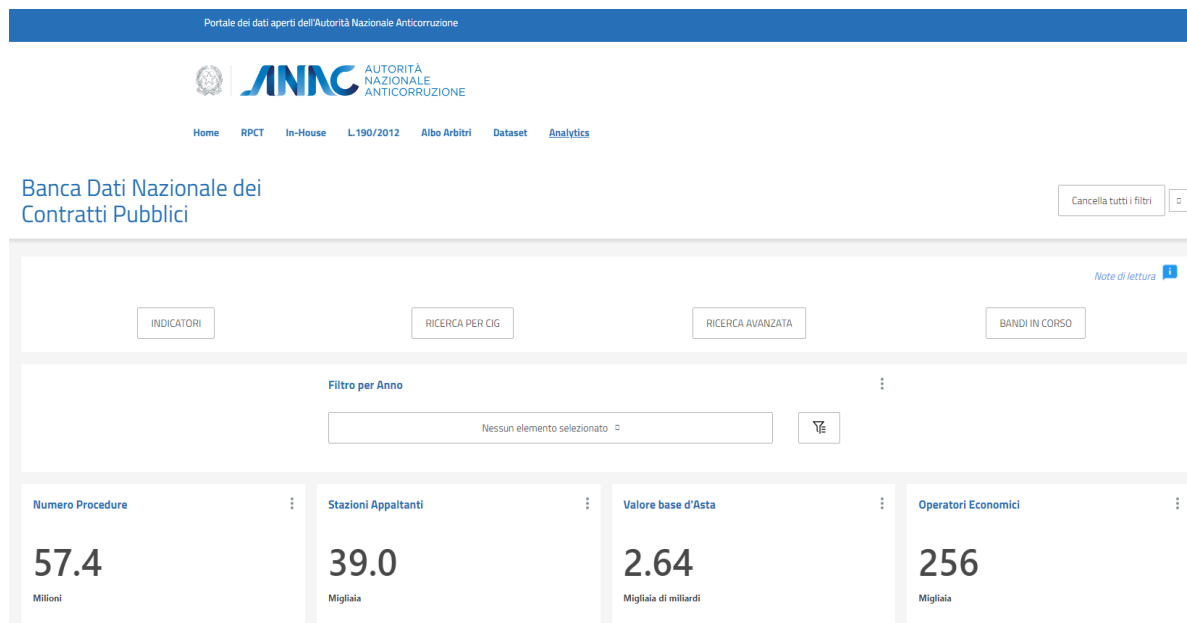 Portale dei dati aperti dell'Autorità Nazionale Anticorruzione
ANAC
AUTORITÀ
NAZIONALE
ANTICORRUZIONE
Home RPCT In-House L.190/2012 Albo Arbitri Dataset Analytics
Banca Dati Nazionale dei
Contratti Pubblici
Cancella tutti i filtri
Note di lettura
INDICATORI RICERCA PER CIG RICERCA AVANZATA BANDI IN CORSO
Filtro per Anno
Nessun elemento selezionato
Numero Procedure Stazioni Appaltanti Valore base d'Asta Operatori Economici
57.4 39.0 2.64 256
Milioni Migliaia Migliaia di miliardi Migliaia